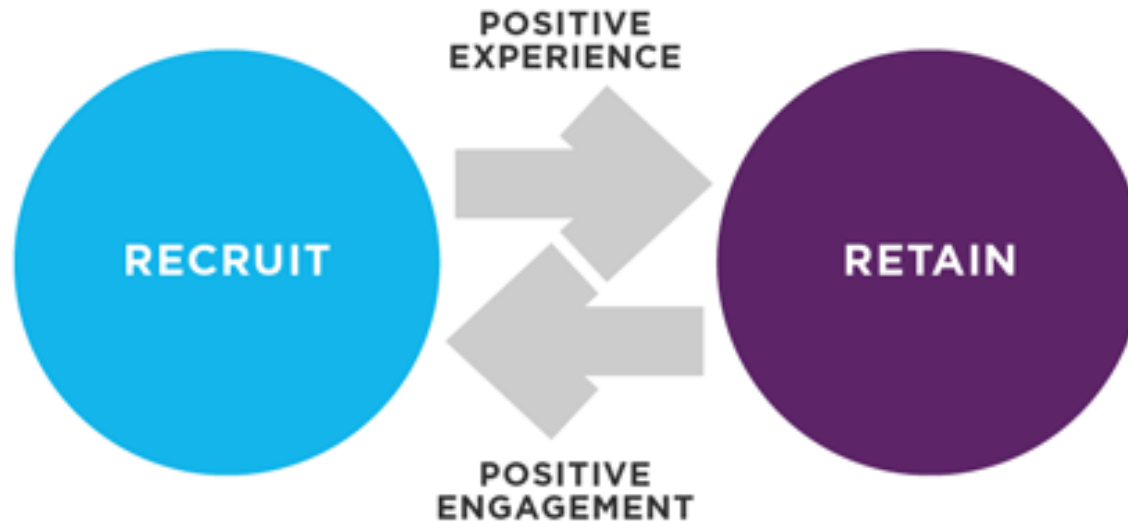 POSITIVE
EXPERIENCE
RECRUIT
RETAIN
POSITIVE
ENGAGEMENT